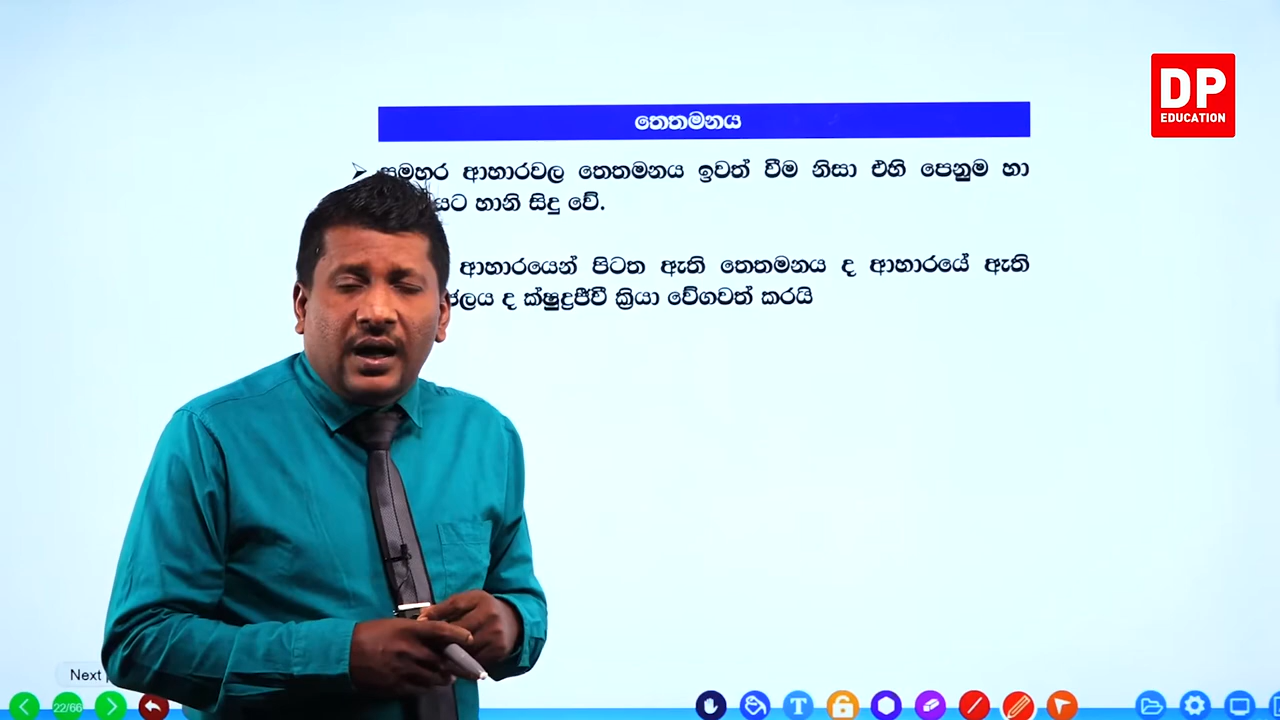 DP
EDUCATION
තෙතමනය
සමහර ආහාරවල තෙතමනය ඉවත් වීම නිසා එහි පෙනුම හා
යට හානි සිදු වේ.
ආහාරයෙන් පිටත ඇති තෙතමනය ද ආහාරයේ ඇති
ජලය ද ක්ෂුද්‍රජීවී ක්‍රියා වේගවත් කරයි
Next
22/66
T